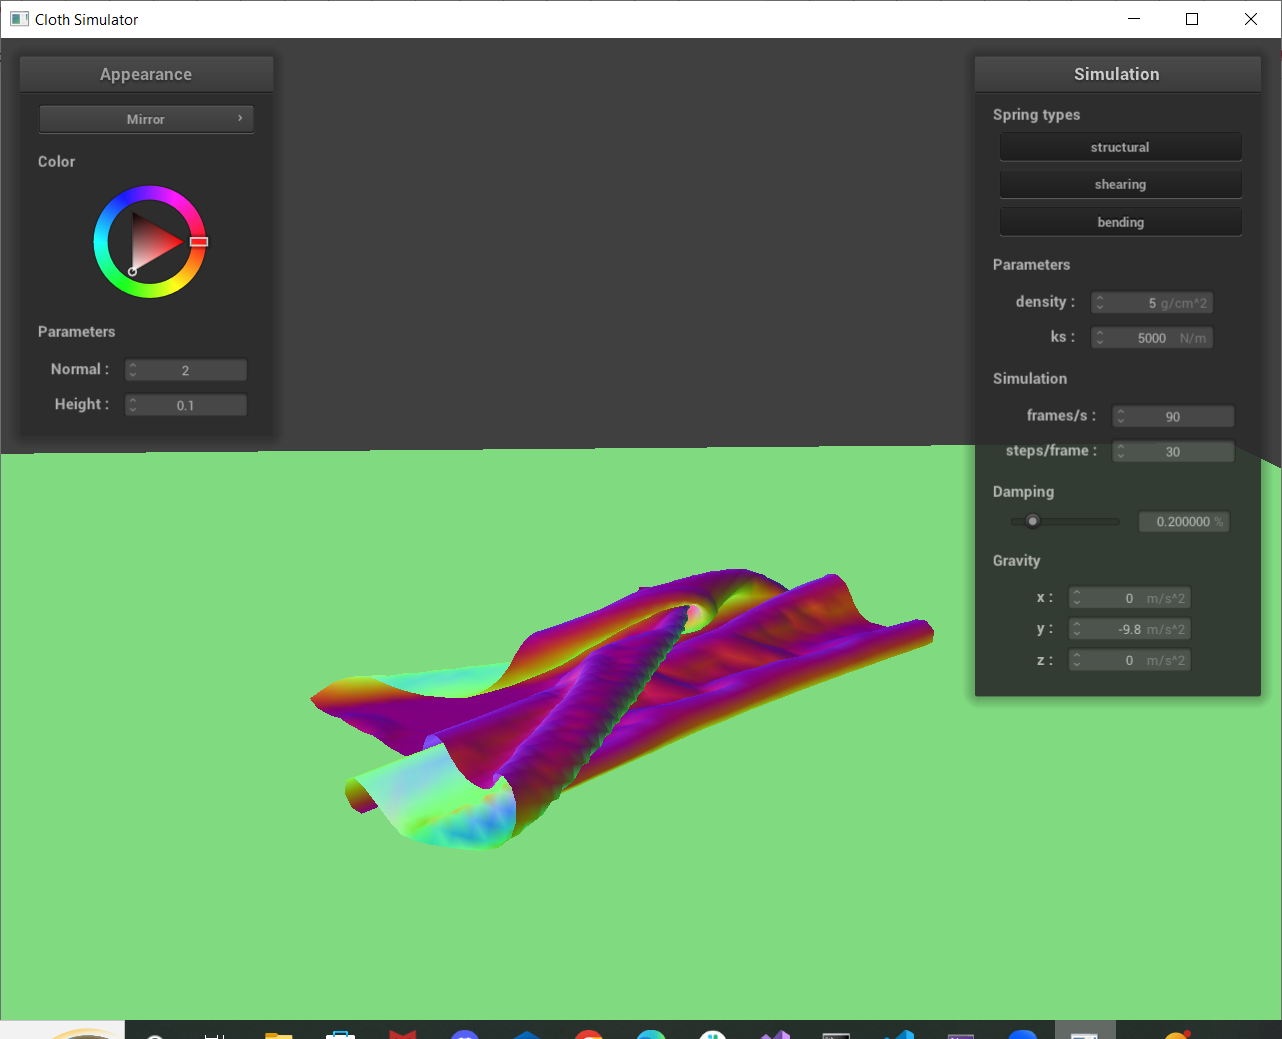 Cloth Simulator
Appearance
Mirror
Color
Parameters
Normal : 2
Height : 0.1
Simulation
Spring types
structural
shearing
bending
Parameters
density : 5 g/cm^2
ks : 5000 N/m
Simulation
frames/s : 90
steps/frame : 30
Damping
0.200000 %
Gravity
x : 0 m/s^2
y : -9.8 m/s^2
z : 0 m/s^2